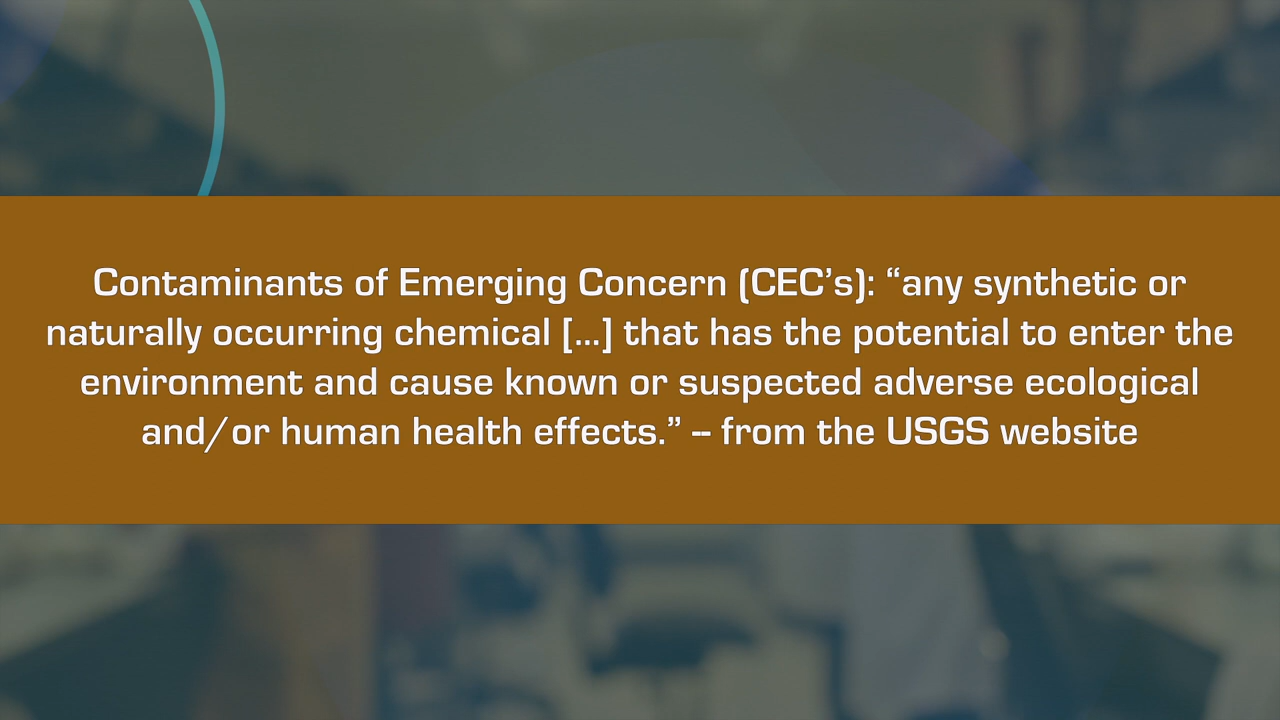 Contaminants of Emerging Concern (CEC’s): “any synthetic or
naturally occurring chemical [...] that has the potential to enter the
environment and cause known or suspected adverse ecological
and/or human health effects.” -- from the USGS website